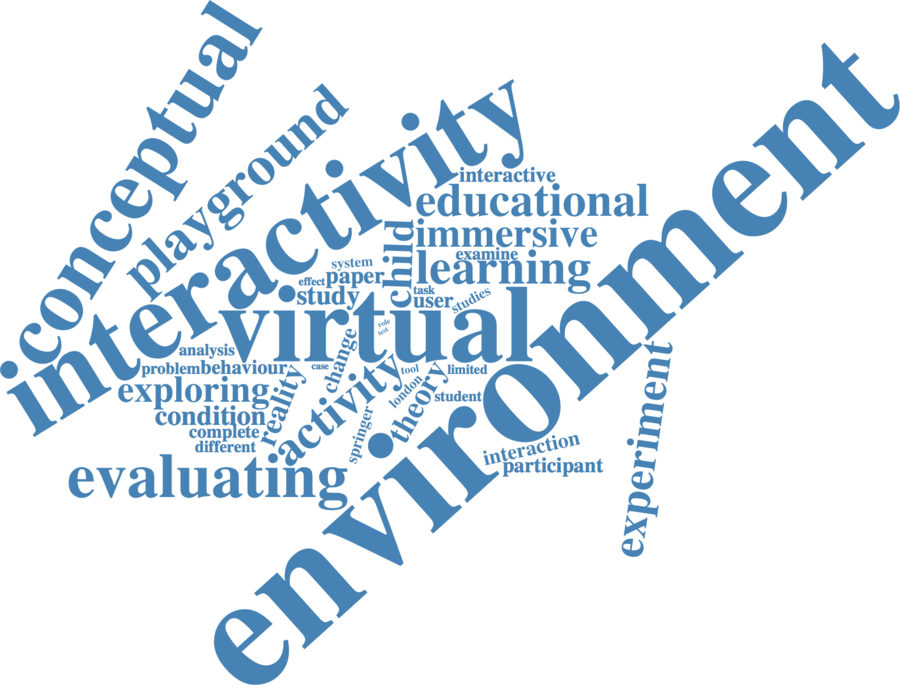 conceptual
playground
interactivity
environment
interactive
educational
immersive
examine
learning
child
system
effect
paper
study
task
user
studies
virtual
role
test
analysis
change
case
problem
behaviour
tool
limited
exploring
reality
activity
london
theory
student
condition
complete
different
springer
interaction
participant
evaluating
experiment